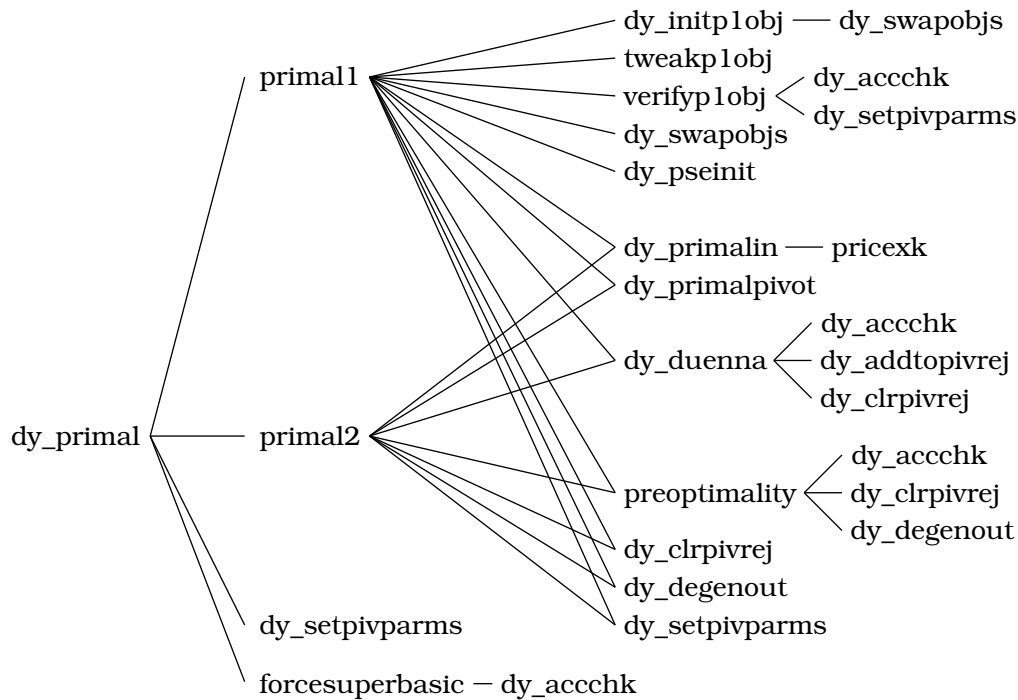 dy_initp1obj dy_swapobjs
primal1 tweakp1obj dy_accchk
verifyp1obj
dy_setpivparms
dy_swapobjs
dy_pseinit
dy_primalin pricexk
dy_primalpivot
dy_accchk
dy_duenna dy_addtopivrej
dy_clrpivrej
dy_primal primal2
dy_accchk
preoptimality dy_clrpivrej
dy_degenout
dy_clrpivrej
dy_degenout
dy_setpivparms dy_setpivparms
forcesuperbasic dy_accchk